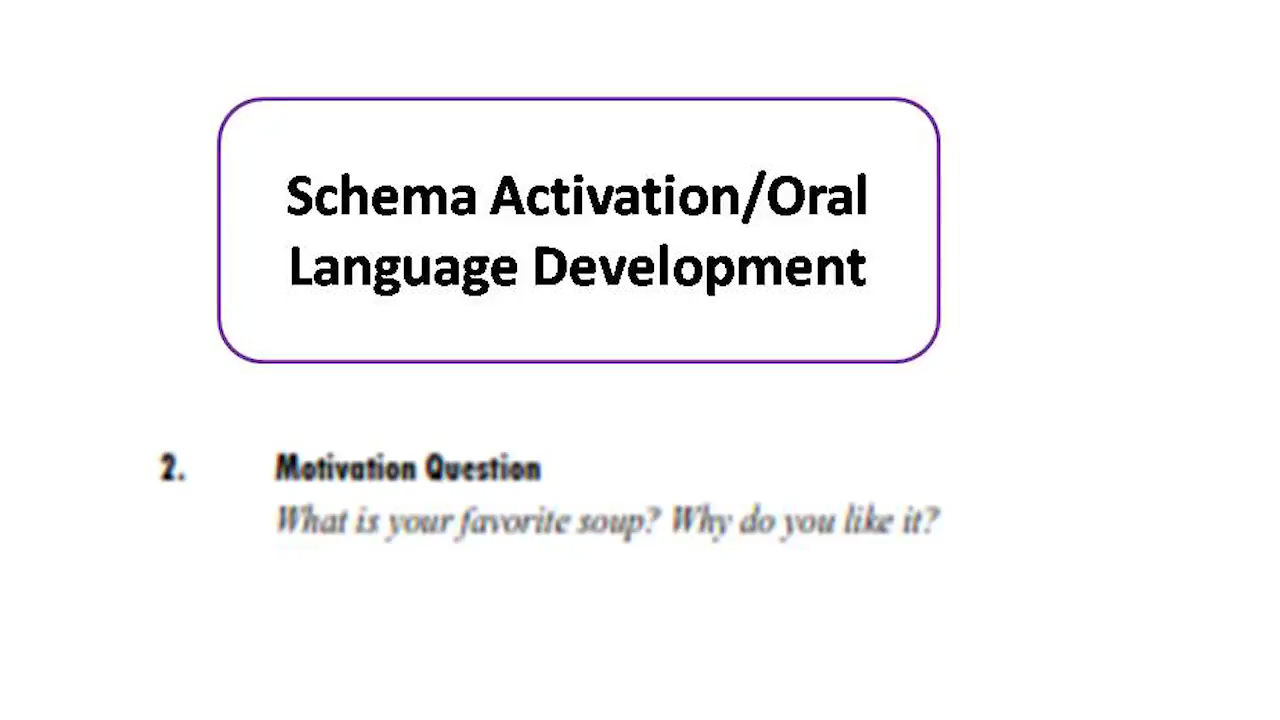 Schema Activation/Oral
Language Development
2. Motivation Question
What is your favorite soup? Why do you like it?